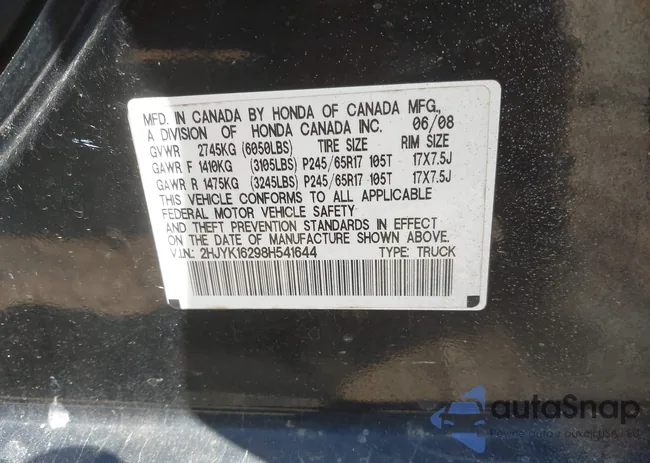 MFD. IN CANADA BY HONDA OF CANADA MFG.,
A DIVISION OF HONDA CANADA INC. 06/08
GVWR 2745KG (6050LBS) TIRE SIZE RIM SIZE
GAWR F 1410KG (3105LBS) P245/65R17 105T 17X7.5J
GAWR R 1475KG (3245LBS) P245/65R17 105T 17X7.5J
THIS VEHICLE CONFORMS TO ALL APPLICABLE
FEDERAL MOTOR VEHICLE SAFETY
AND THEFT PREVENTION STANDARDS IN EFFECT
ON THE DATE OF MANUFACTURE SHOWN ABOVE.
V.I.N.: 2HJYK16298H541644 TYPE: TRUCK
autaSnap